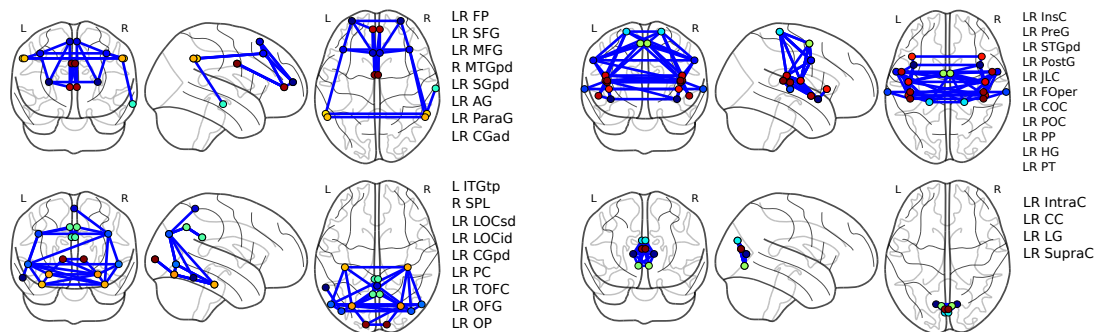 L R L R
LR FP
LR SFG
LR MFG
R MTGpd
LR SGpd
LR AG
LR ParaG
LR CGad
L R L R
LR InsC
LR PreG
LR STGpd
LR PostG
LR JLC
LR FOper
LR COC
LR POC
LR PP
LR HG
LR PT
L R L R
L ITGtp
R SPL
LR LOCsd
LR LOCid
LR CGpd
LR PC
LR TOFC
LR OFG
LR OP
L R L R
LR IntraC
LR CC
LR LG
LR SupraC